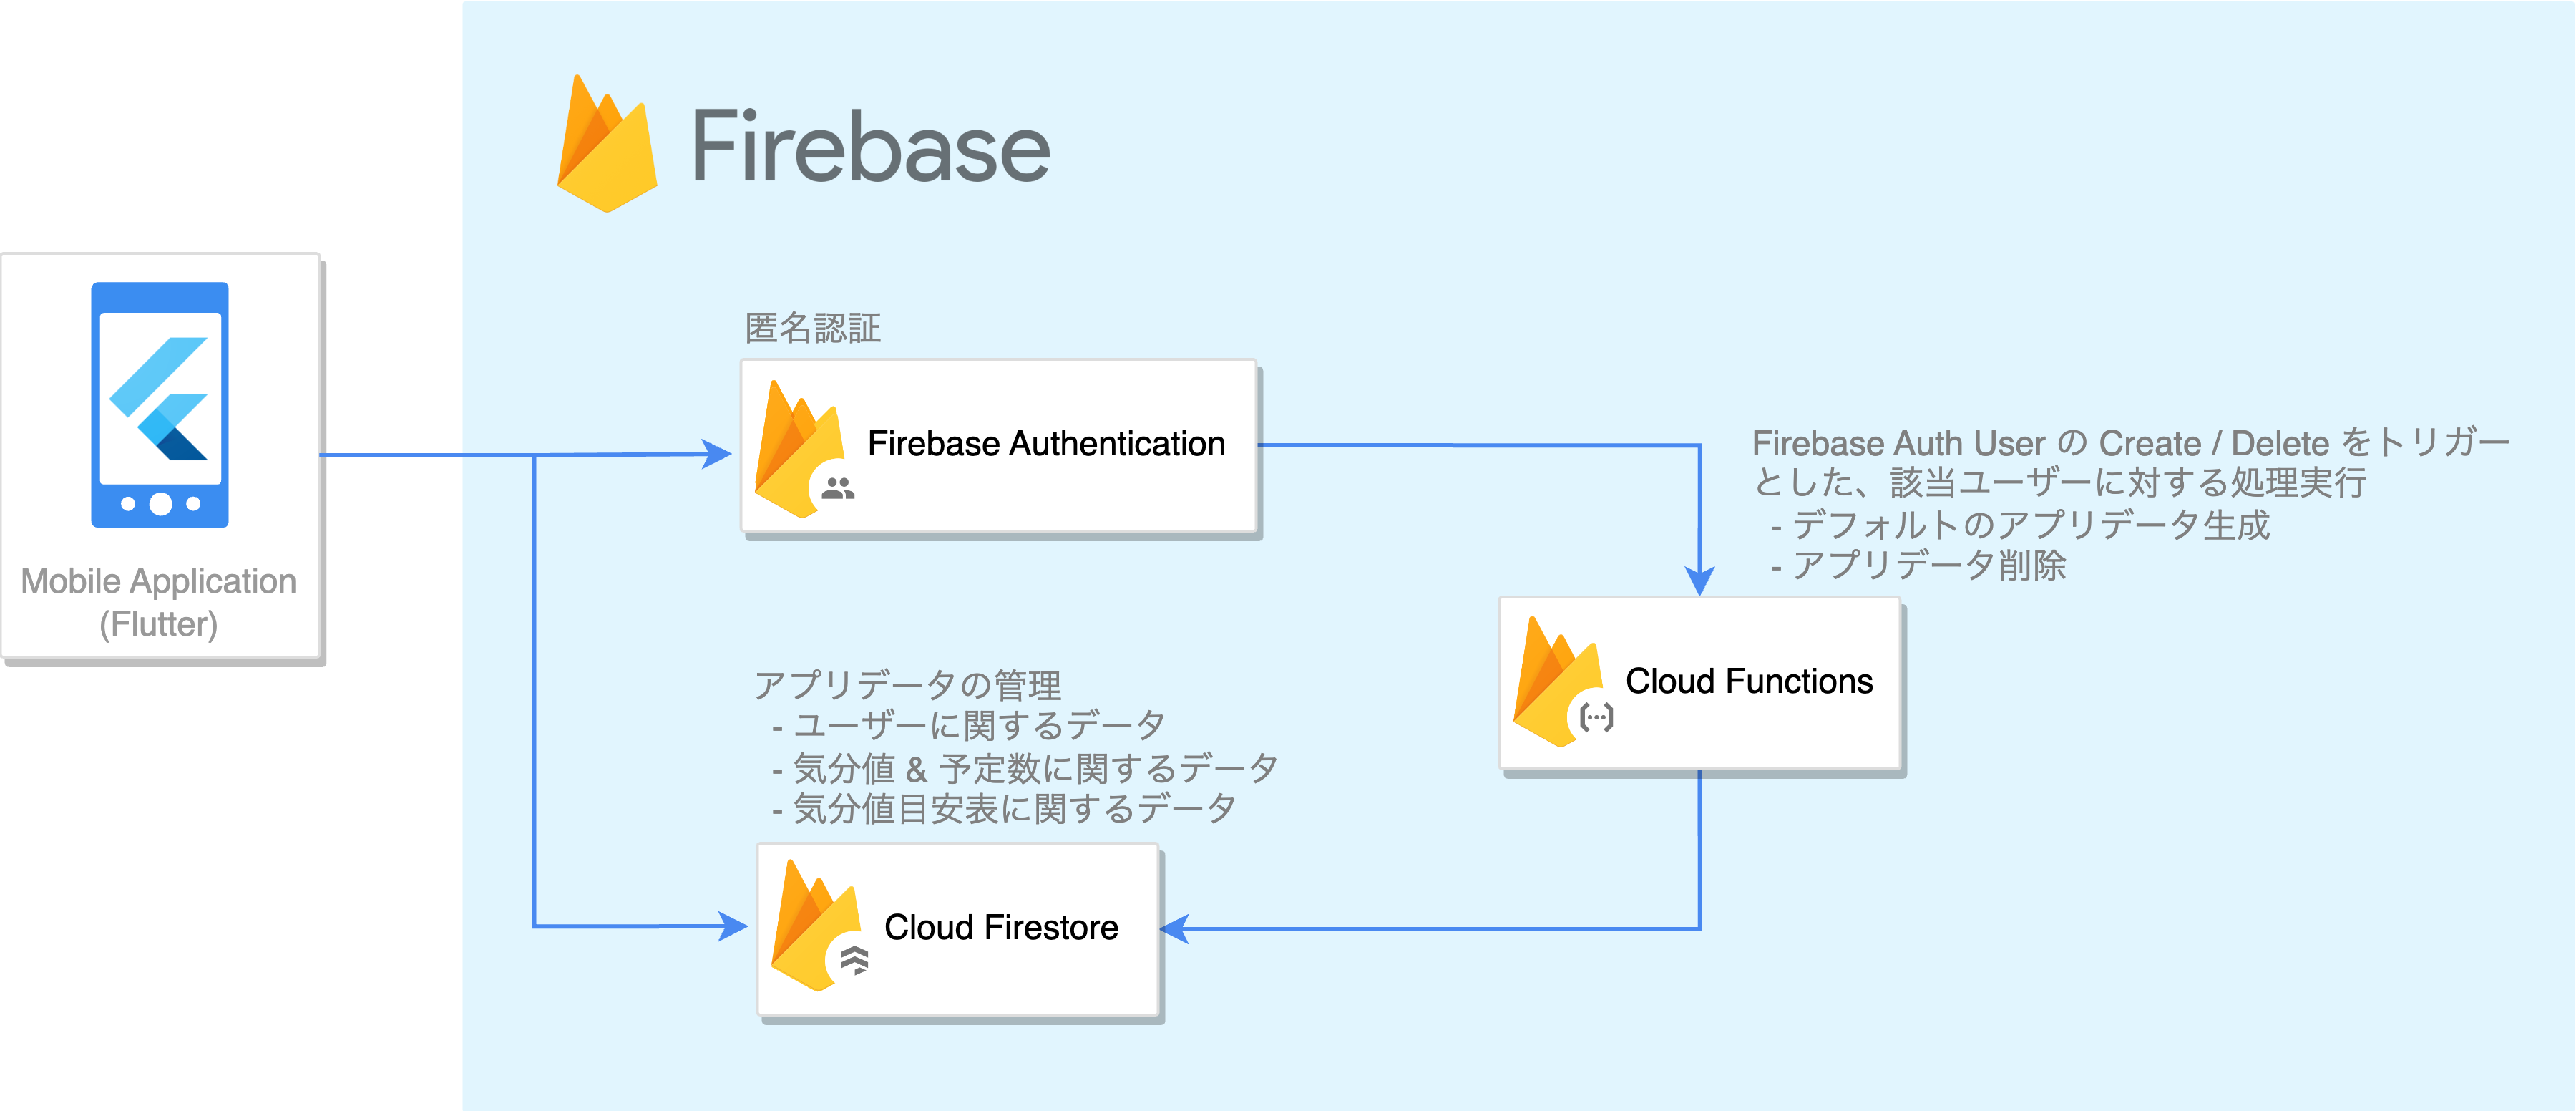 Firebase
Mobile Application
(Flutter)
匿名認証
Firebase Authentication
Firebase Auth User の Create / Delete をトリガー
とした、該当ユーザーに対する処理実行
- デフォルトのアプリデータ生成
- アプリデータ削除
Cloud Functions
アプリデータの管理
- ユーザーに関するデータ
- 気分値 & 予定数に関するデータ
- 気分値目安表に関するデータ
Cloud Firestore